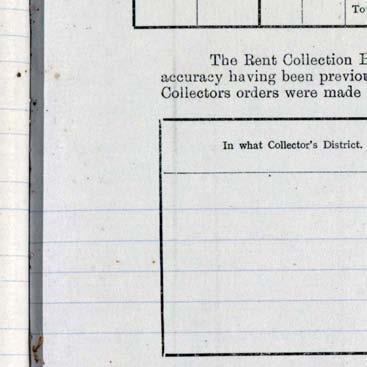 To
The Rent Collection
accuracy having been previou
Collectors orders were made
In what Collector's District.